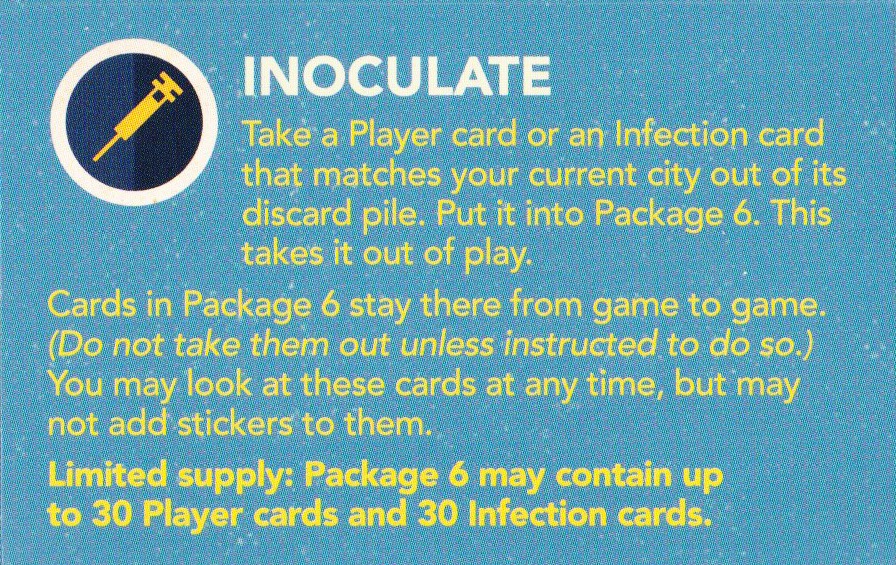 INOCULATE
Take a Player card or an Infection card
that matches your current city out of its
discard pile. Put it into Package 6. This
takes it out of play.
Cards in Package 6 stay there from game to game.
(Do not take them out unless instructed to do so.)
You may look at these cards at any time, but may
not add stickers to them.
Limited supply: Package 6 may contain up
to 30 Player cards and 30 Infection cards.